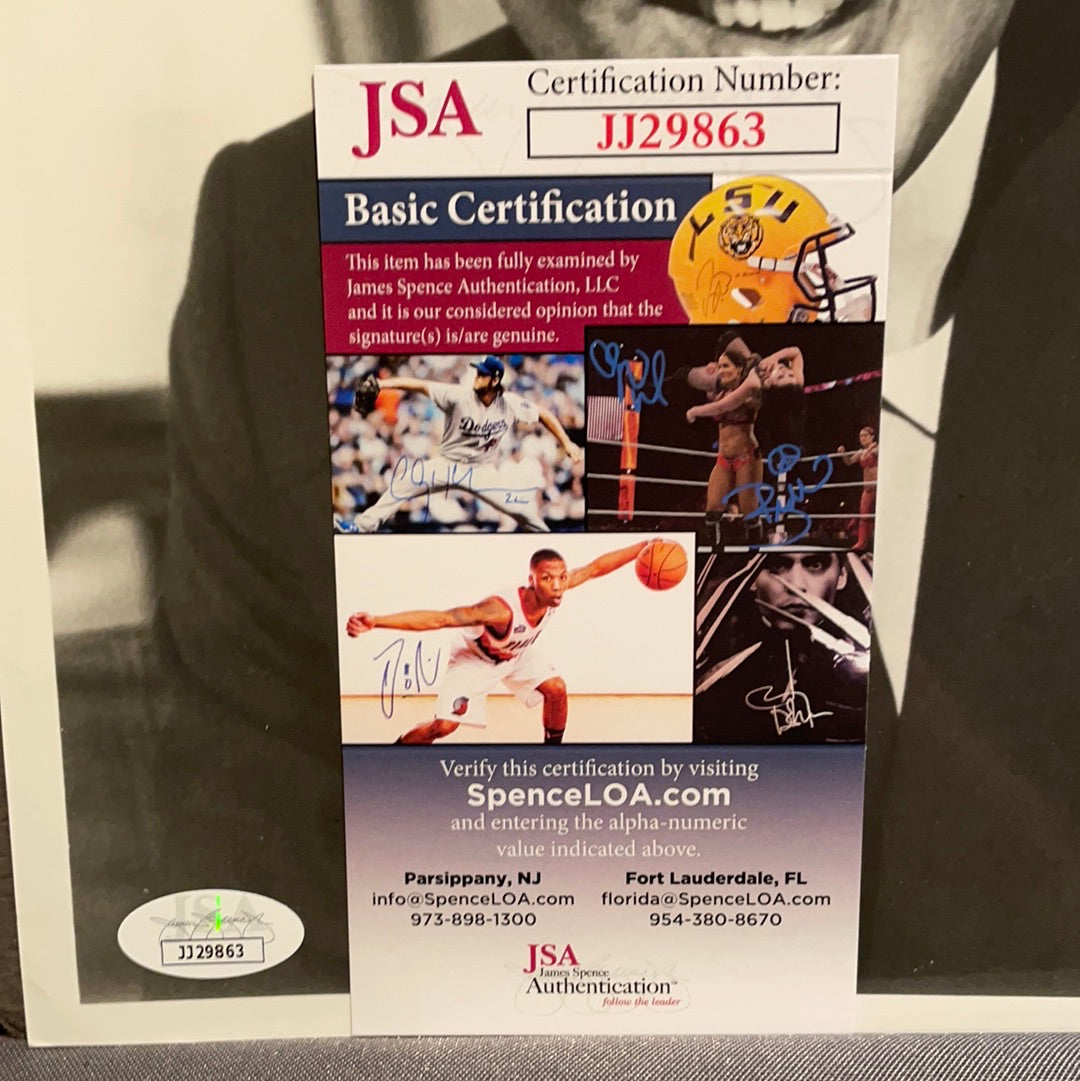 JSA
Certification Number:
JJ29863
Basic Certification
LSU
This item has been fully examined by
James Spence Authentication, LLC
and it is our considered opinion that the
signature(s) is/are genuine.
Dodgers
Verify this certification by visiting
SpenceLOA.com
and entering the alpha-numeric
value indicated above.
Parsippany, NJ
info@SpenceLOA.com
973-898-1300
Fort Lauderdale, FL
florida@SpenceLOA.com
954-380-8670
JSA
James Spence
Authentication™
follow the leader
JSA
JJ29863